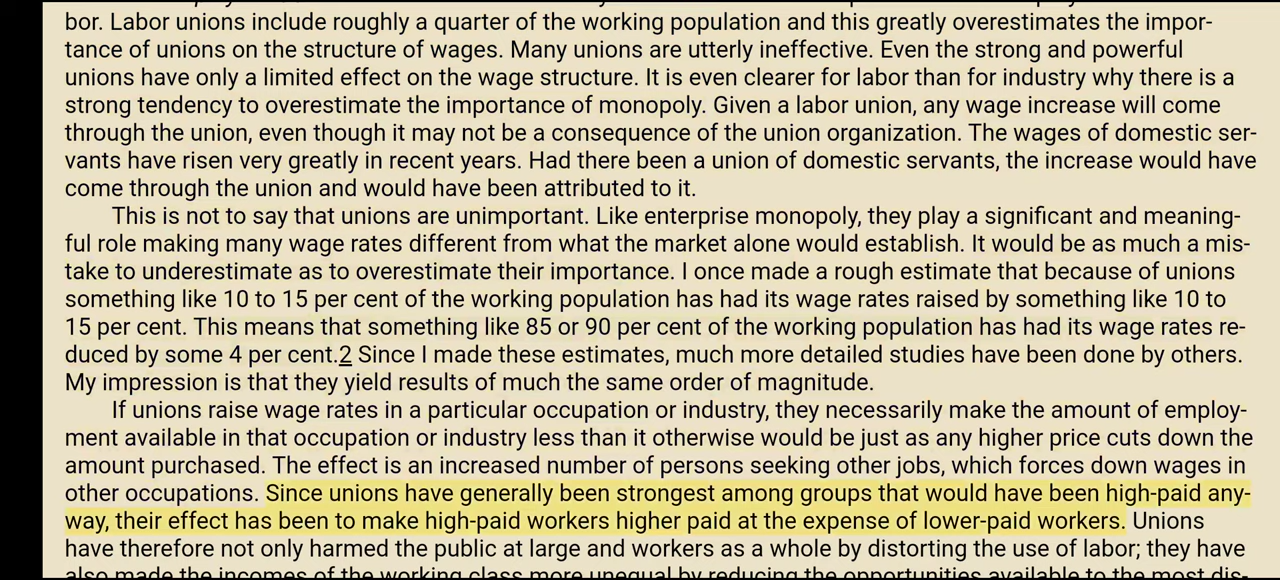 bor. Labor unions include roughly a quarter of the working population and this greatly overestimates the impor-
tance of unions on the structure of wages. Many unions are utterly ineffective. Even the strong and powerful
unions have only a limited effect on the wage structure. It is even clearer for labor than for industry why there is a
strong tendency to overestimate the importance of monopoly. Given a labor union, any wage increase will come
through the union, even though it may not be a consequence of the union organization. The wages of domestic ser-
vants have risen very greatly in recent years. Had there been a union of domestic servants, the increase would have
come through the union and would have been attributed to it.
This is not to say that unions are unimportant. Like enterprise monopoly, they play a significant and meaning-
ful role making many wage rates different from what the market alone would establish. It would be as much a mis-
take to underestimate as to overestimate their importance. I once made a rough estimate that because of unions
something like 10 to 15 per cent of the working population has had its wage rates raised by something like 10 to
15 per cent. This means that something like 85 or 90 per cent of the working population has had its wage rates re-
duced by some 4 per cent.2 Since I made these estimates, much more detailed studies have been done by others.
My impression is that they yield results of much the same order of magnitude.
If unions raise wage rates in a particular occupation or industry, they necessarily make the amount of employ-
ment available in that occupation or industry less than it otherwise would be just as any higher price cuts down the
amount purchased. The effect is an increased number of persons seeking other jobs, which forces down wages in
other occupations. Since unions have generally been strongest among groups that would have been high-paid any-
way, their effect has been to make high-paid workers higher paid at the expense of lower-paid workers. Unions
have therefore not only harmed the public at large and workers as a whole by distorting the use of labor; they have
also made the incomes of the working class more unequal by reducing the opportunities available to the most dis-